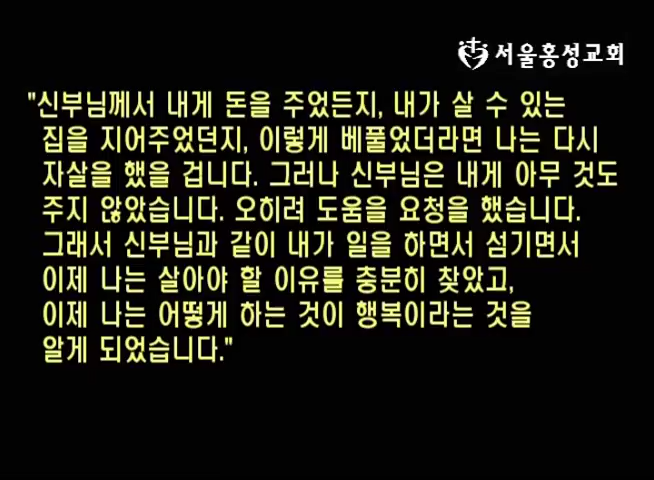 서울홍성교회
"신부님께서 내게 돈을 주었든지, 내가 살 수 있는
집을 지어주었던지, 이렇게 베풀었더라면 나는 다시
자살을 했을 겁니다. 그러나 신부님은 내게 아무 것도
주지 않았습니다. 오히려 도움을 요청을 했습니다.
그래서 신부님과 같이 내가 일을 하면서 섬기면서
이제 나는 살아야 할 이유를 충분히 찾았고,
이제 나는 어떻게 하는 것이 행복이라는 것을
알게 되었습니다."